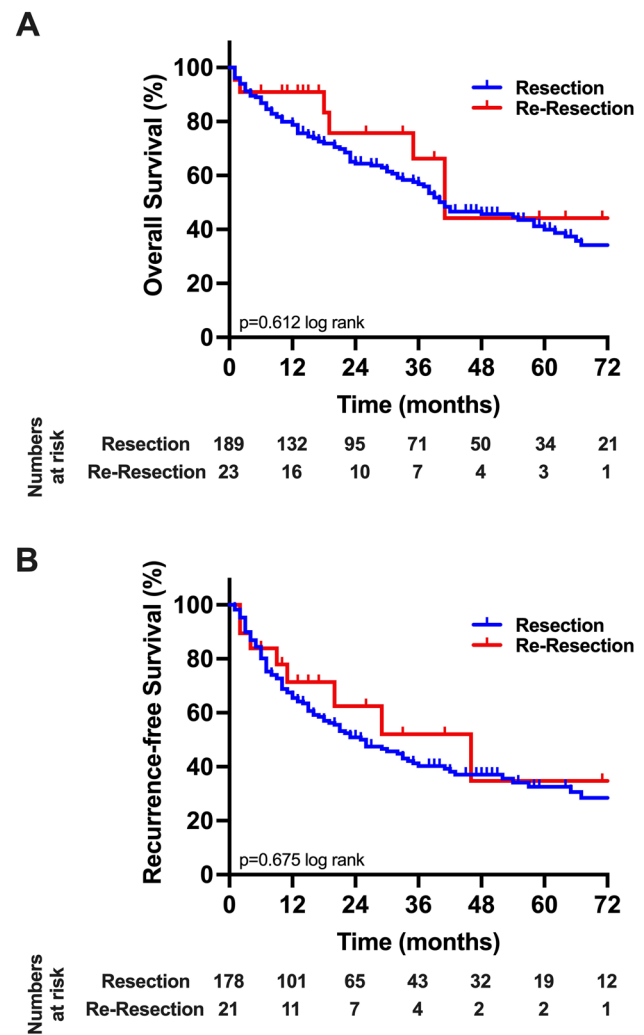 A
Overall Survival (%)
100
80
60
40
20
0
Resection
Re-Resection
p=0.612 log rank
0 12 24 36 48 60 72
Time (months)
Numbers
at risk
Resection 189 132 95 71 50 34 21
Re-Resection 23 16 10 7 4 3 1
B
Recurrence-free Survival (%)
100
80
60
40
20
0
Resection
Re-Resection
p=0.675 log rank
0 12 24 36 48 60 72
Time (months)
Numbers
at risk
Resection 178 101 65 43 32 19 12
Re-Resection 21 11 7 4 2 2 1